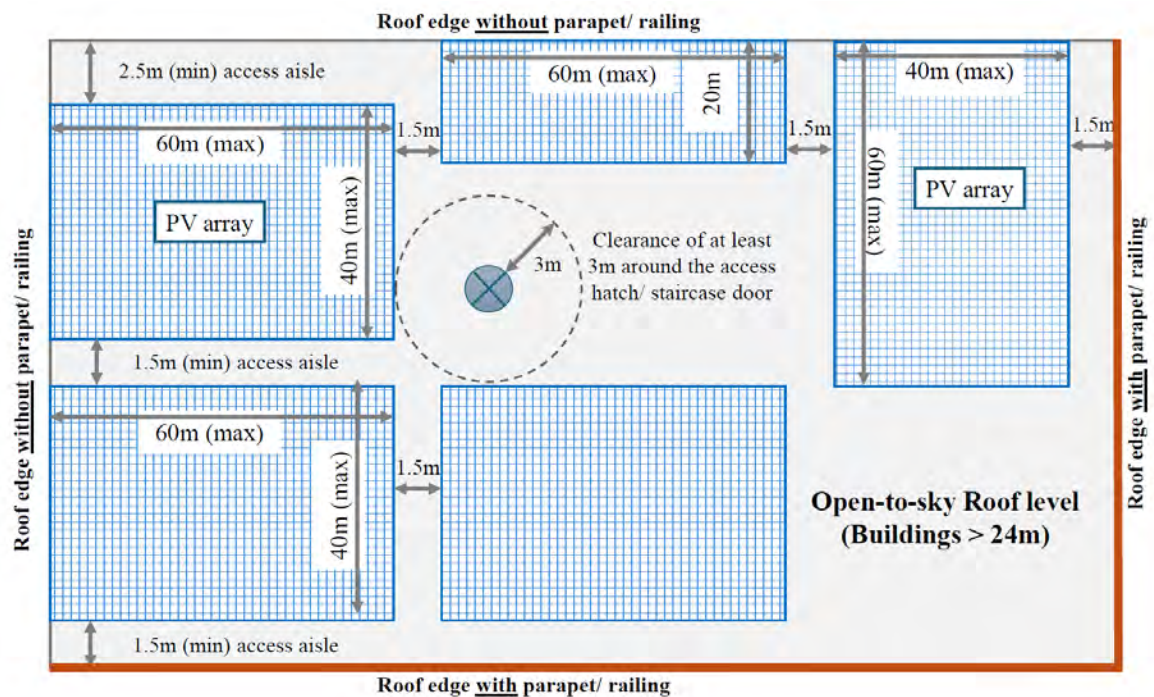 Roof edge without parapet/ railing
2.5m (min) access aisle
60m (max)
20m
40m (max)
1.5m
1.5m
1.5m
60m (max)
40m (max)
PV array
60m (max)
PV array
Clearance of at least
3m around the access
hatch/ staircase door
3m
Roof edge without parapet/ railing
Roof edge with parapet/ railing
1.5m (min) access aisle
60m (max)
40m (max)
1.5m
Open-to-sky Roof level
(Buildings > 24m)
1.5m (min) access aisle
Roof edge with parapet/ railing